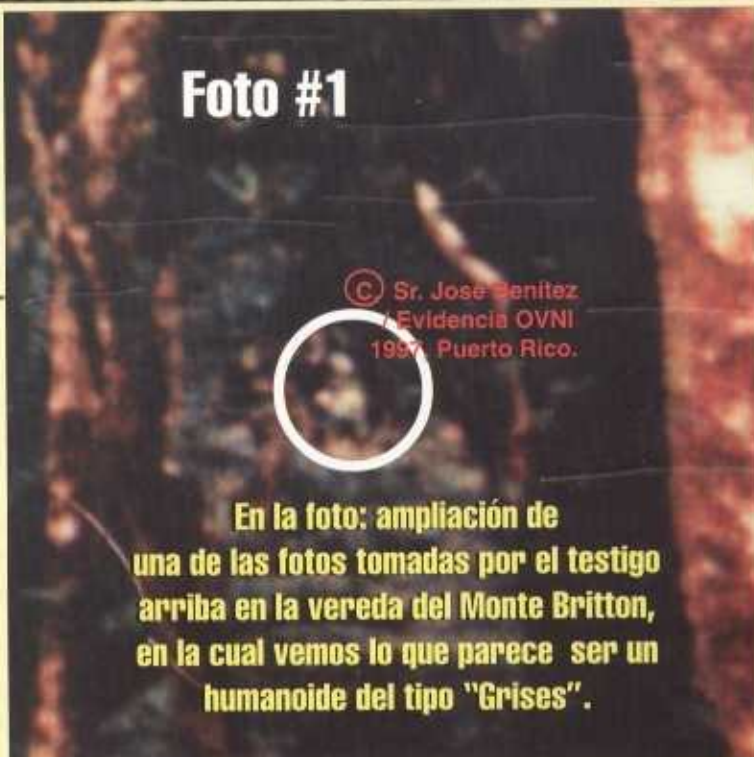 Foto #1
© Sr. José Benítez
/ Evidencia OVNI
1997, Puerto Rico.
En la foto: ampliación de
una de las fotos tomadas por el testigo
arriba en la vereda del Monte Britton,
en la cual vemos lo que parece ser un
humanoide del tipo "Grises".